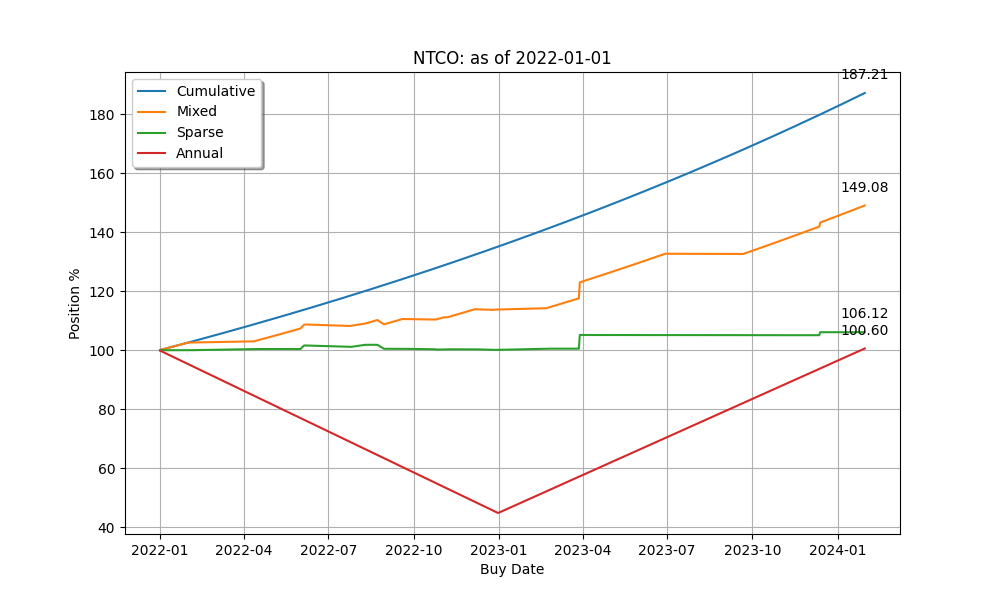 NTCO: as of 2022-01-01
187.21
Cumulative
Mixed
Sparse
Annual
149.08
106.12
100.60
180
160
140
120
100
80
60
40
Position %
2022-01 2022-04 2022-07 2022-10 2023-01 2023-04 2023-07 2023-10 2024-01
Buy Date